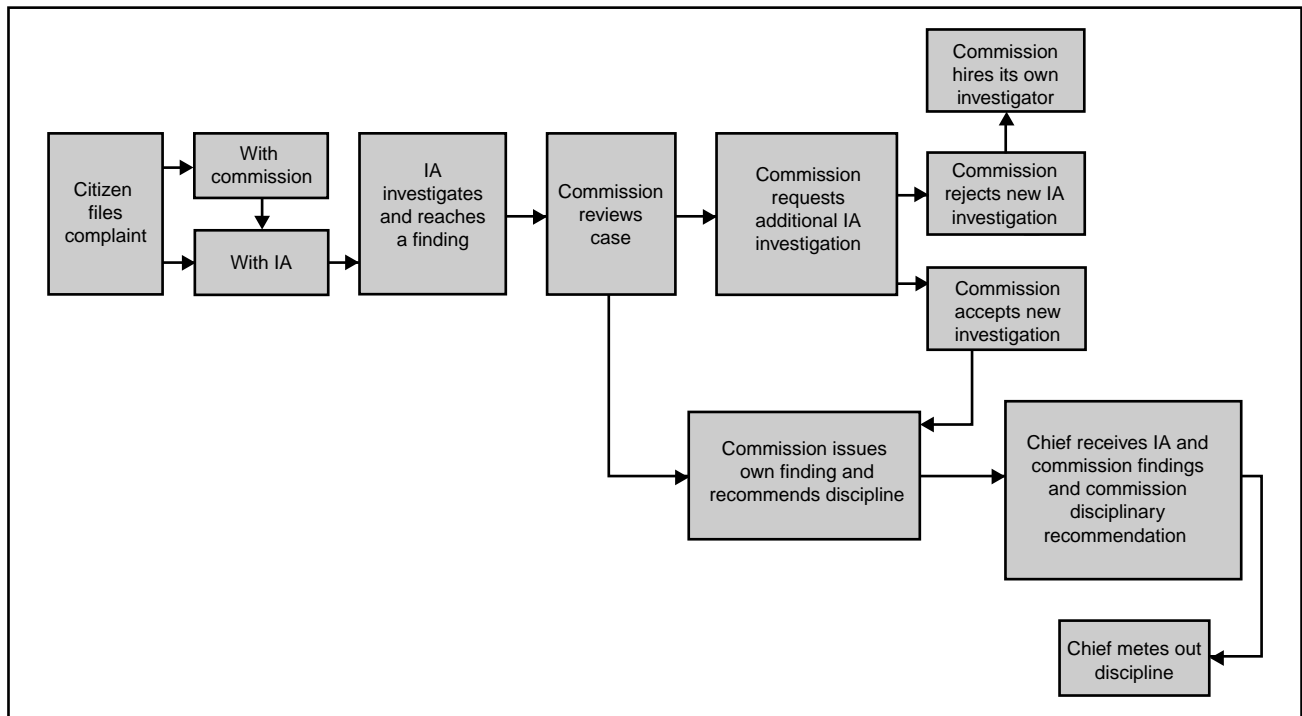 Citizen
files
complaint
With
commission
With IA
IA
investigates
and reaches
a finding
Commission
reviews
case
Commission
requests
additional IA
investigation
Commission
hires its own
investigator
Commission
rejects new IA
investigation
Commission
accepts new
investigation
Commission issues
own finding and
recommends discipline
Chief receives IA and
commission findings
and commission
disciplinary
recommendation
Chief metes out
discipline